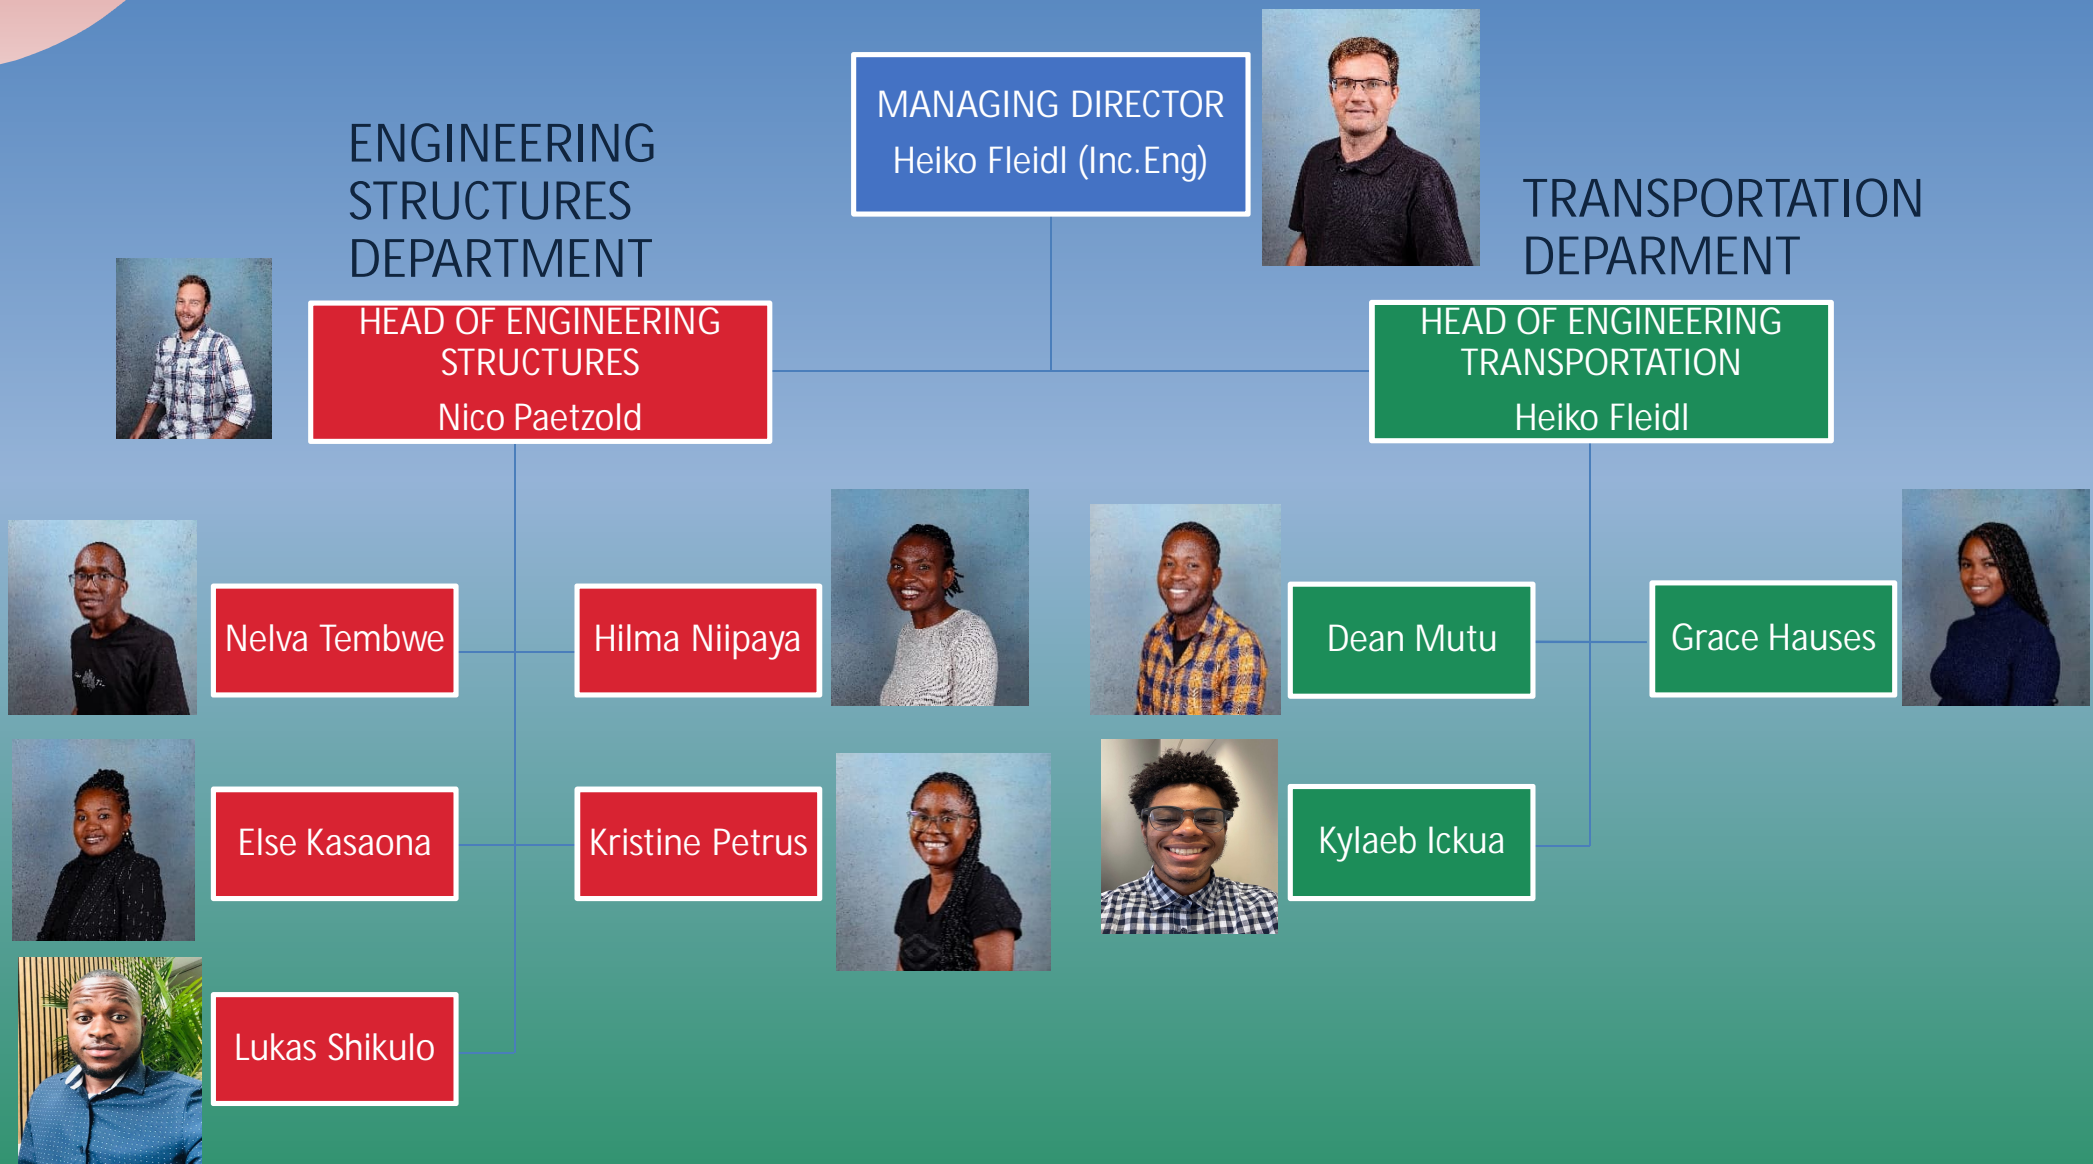 MANAGING DIRECTOR
Heiko Fleidl (Inc.Eng)
ENGINEERING
STRUCTURES
DEPARTMENT
TRANSPORTATION
DEPARMENT
HEAD OF ENGINEERING
STRUCTURES
Nico Paetzold
HEAD OF ENGINEERING
TRANSPORTATION
Heiko Fleidl
Nelva Tembwe
Hilma Niipaya
Dean Mutu
Grace Hauses
Else Kasaona
Kristine Petrus
Kylaeb Ickua
Lukas Shikulo